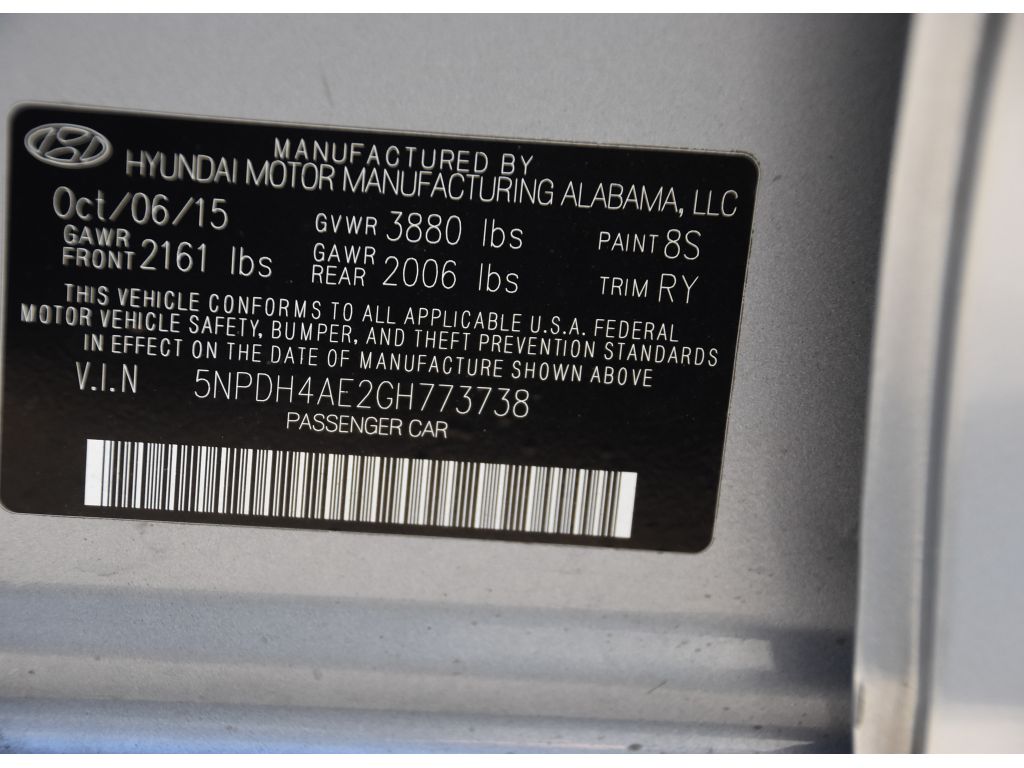 MANUFACTURED BY
HYUNDAI MOTOR MANUFACTURING ALABAMA, LLC
Oct/06/15 GVWR 3880 lbs PAINT 8S
GAWR FRONT 2161 lbs GAWR REAR 2006 lbs TRIM RY
THIS VEHICLE CONFORMS TO ALL APPLICABLE U.S.A. FEDERAL
MOTOR VEHICLE SAFETY, BUMPER, AND THEFT PREVENTION STANDARDS
IN EFFECT ON THE DATE OF MANUFACTURE SHOWN ABOVE
V.I.N 5NPDH4AE2GH773738
PASSENGER CAR